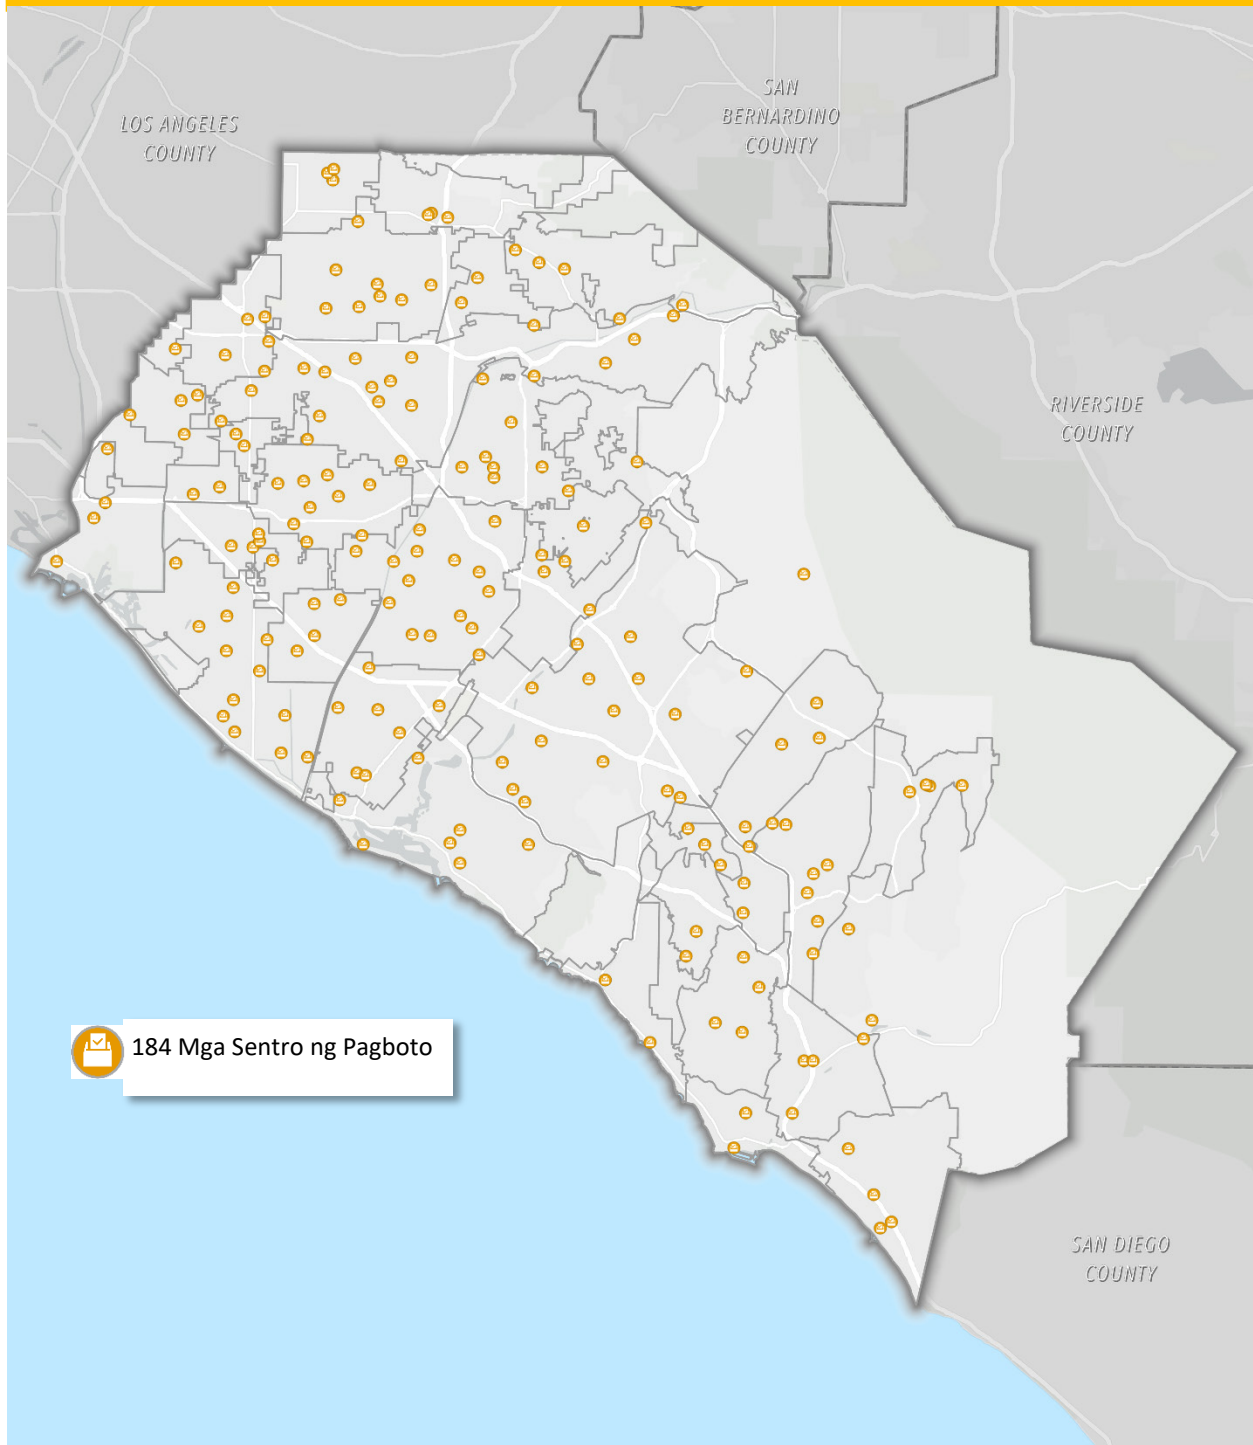 SAN
BERNARDINO
COUNTY
LOS ANGELES
COUNTY
RIVERSIDE
COUNTY
184 Mga Sentro ng Pagboto
SAN DIEGO
COUNTY